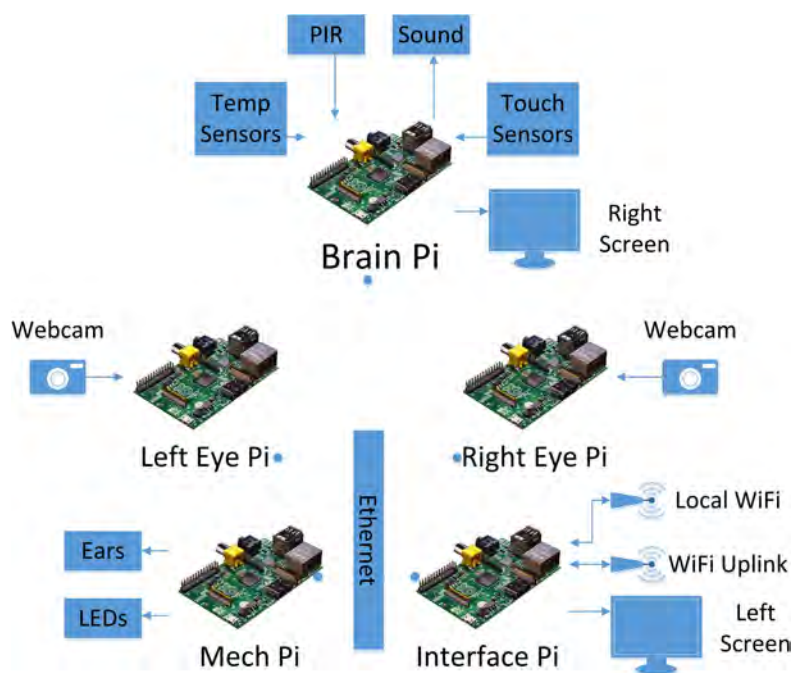 PIR
Sound
Temp
Sensors
Touch
Sensors
Right
Screen
Brain Pi
Webcam
Webcam
Left Eye Pi
Right Eye Pi
Ethernet
Local WiFi
Ears
WiFi Uplink
LEDs
Left
Screen
Mech Pi
Interface Pi